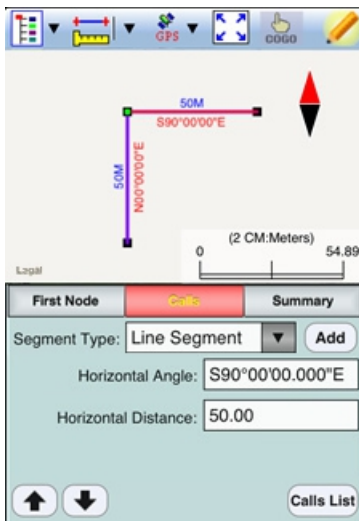 GPS
COGO
50M
S90°00'00"E
50M
N00°00'00"E
(2 CM:Meters)
0 54.89
Legal
First Node Calls Summary
Segment Type: Line Segment Add
Horizontal Angle: S90°00'00.000"E
Horizontal Distance: 50.00
Calls List